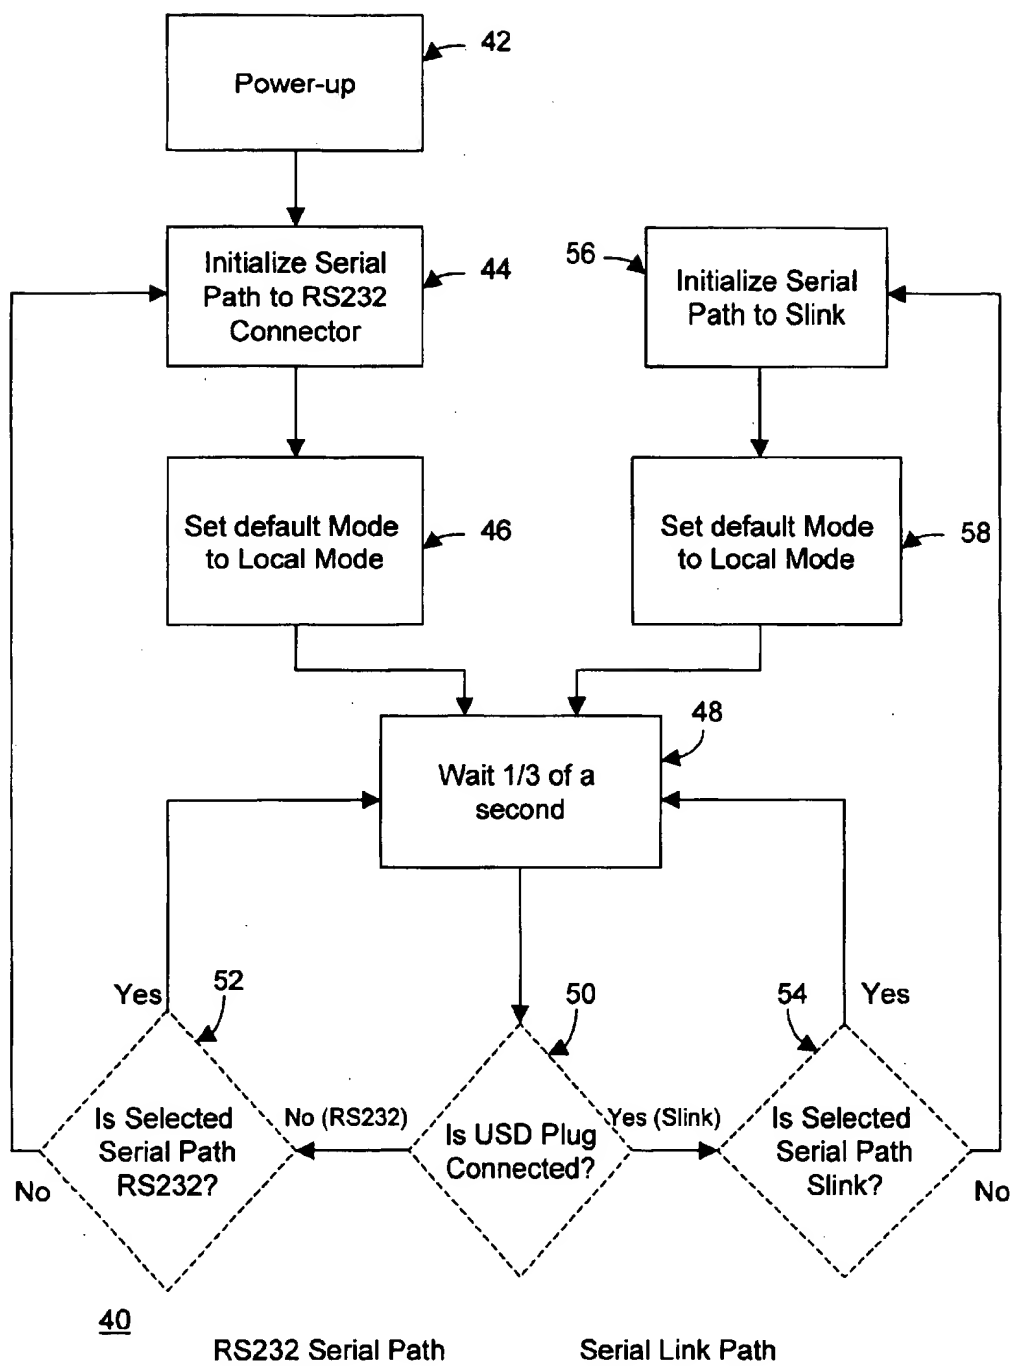 42
Power-up
Initialize Serial
Path to RS232
Connector
44
56
Initialize Serial
Path to Slink
Set default Mode
to Local Mode
46
Set default Mode
to Local Mode
58
48
Wait 1/3 of a
second
Yes
52
50
54
Yes
Is Selected
Serial Path
RS232?
No (RS232)
Is USD Plug
Connected?
Yes (Slink)
Is Selected
Serial Path
Slink?
No
No
40
RS232 Serial Path
Serial Link Path